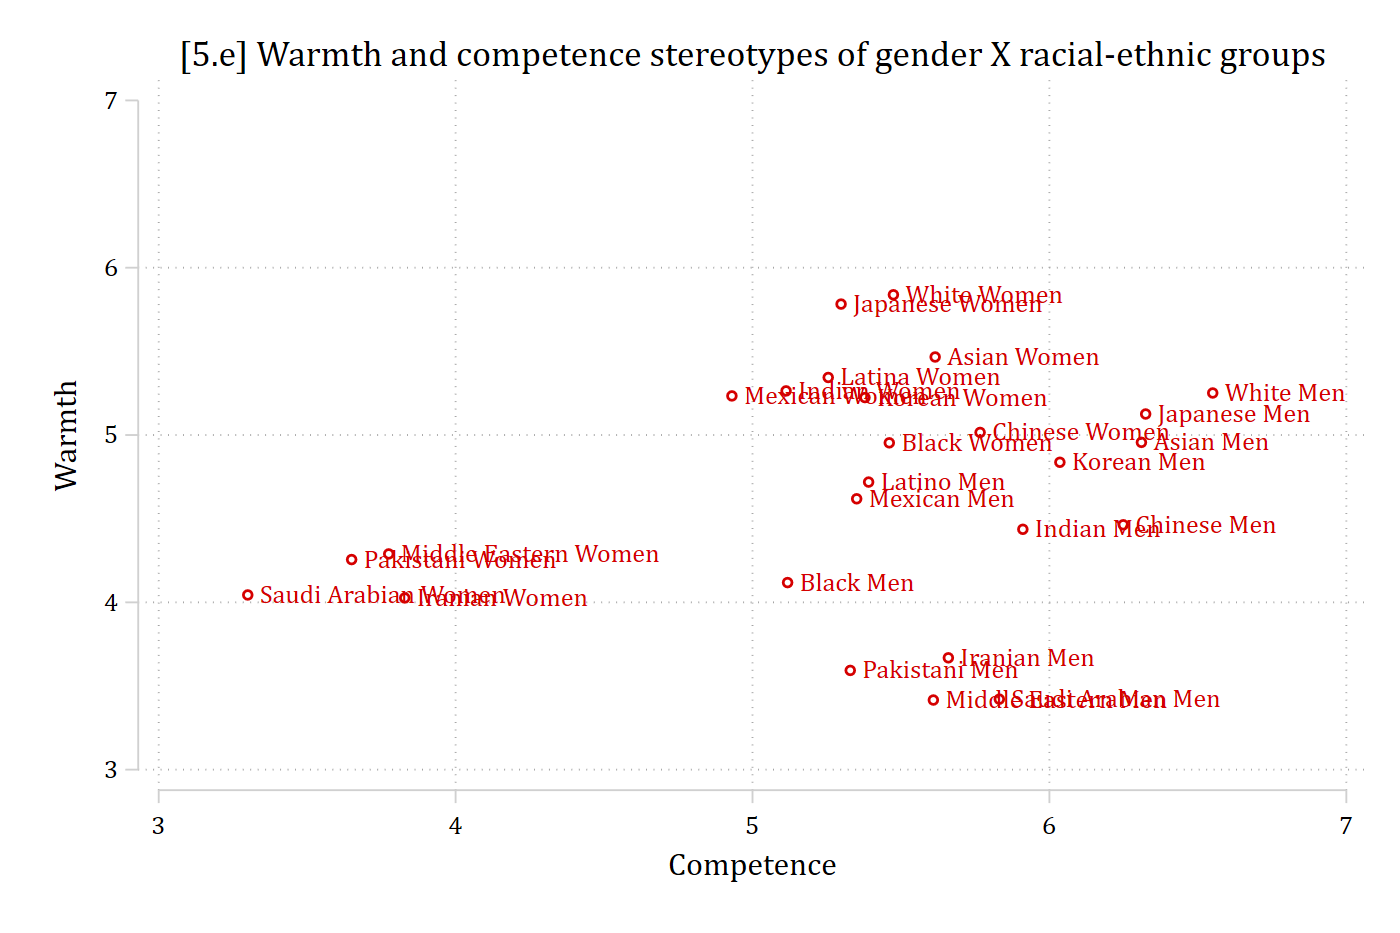 [5.e] Warmth and competence stereotypes of gender X racial-ethnic groups
7
6
5
4
3
Warmth
White Women
Japanese Women
Asian Women
Latina Women
Indian Women
Mexican Women
Korean Women
White Men
Japanese Men
Chinese Women
Asian Men
Black Women
Korean Men
Latino Men
Mexican Men
Chinese Men
Indian Men
Middle Eastern Women
Pakistani Women
Black Men
Saudi Arabian Women
Iranian Women
Iranian Men
Pakistani Men
Middle Eastern Men
Saudi Arabian Men
3
4
5
6
7
Competence